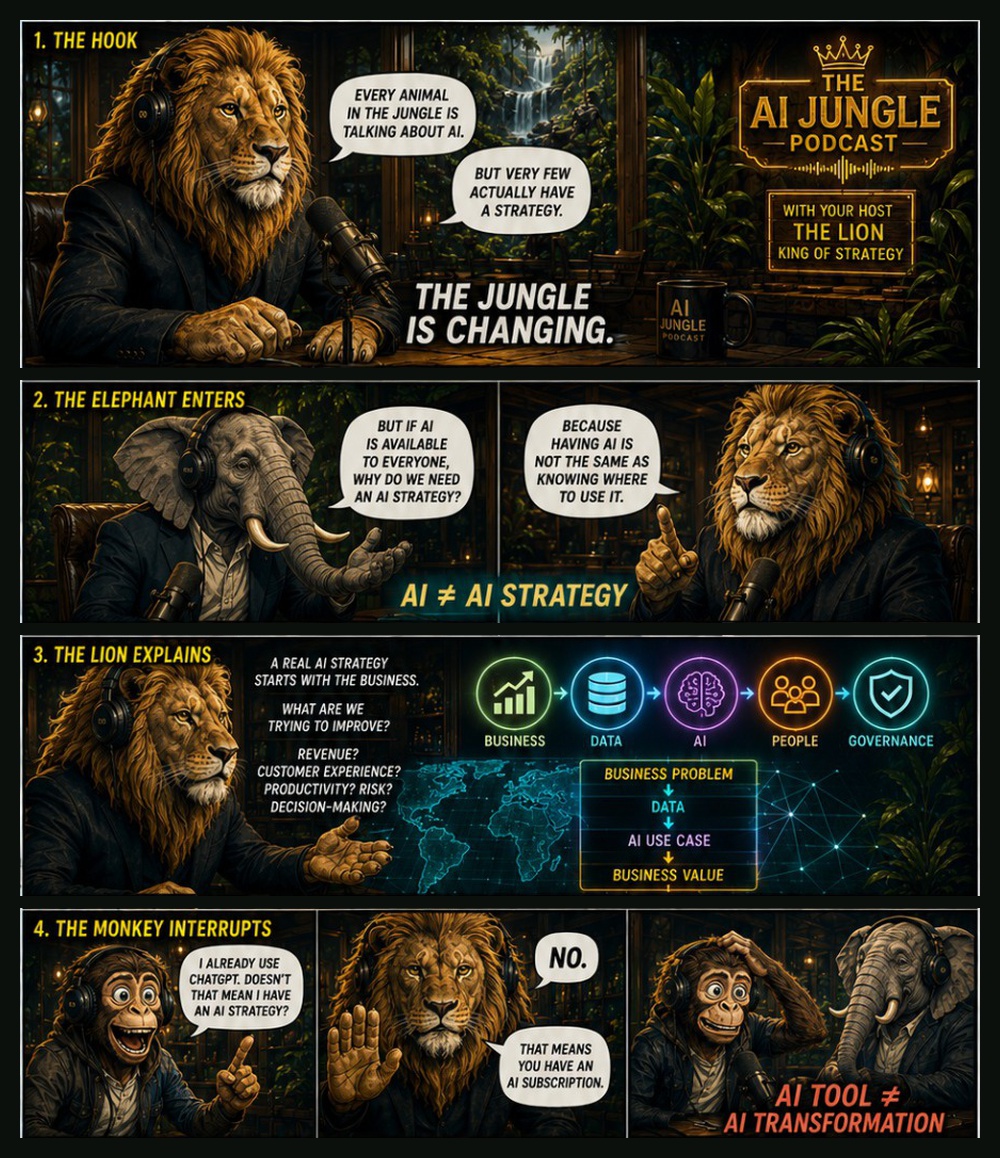 1. THE HOOK
EVERY ANIMAL
IN THE JUNGLE IS
TALKING ABOUT AI.
BUT VERY FEW
ACTUALLY HAVE
A STRATEGY.
THE JUNGLE
IS CHANGING.
THE
AI JUNGLE
PODCAST
WITH YOUR HOST
THE LION
KING OF STRATEGY
AI
JUNGLE
PODCAST
2. THE ELEPHANT ENTERS
BUT IF AI
IS AVAILABLE
TO EVERYONE,
WHY DO WE NEED
AN AI STRATEGY?
BECAUSE
HAVING AI IS
NOT THE SAME AS
KNOWING WHERE
TO USE IT.
AI ≠ AI STRATEGY
3. THE LION EXPLAINS
A REAL AI STRATEGY
STARTS WITH THE BUSINESS.
WHAT ARE WE
TRYING TO IMPROVE?
REVENUE?
CUSTOMER EXPERIENCE?
PRODUCTIVITY? RISK?
DECISION-MAKING?
BUSINESS
DATA
AI
PEOPLE
GOVERNANCE
BUSINESS PROBLEM
DATA
AI USE CASE
BUSINESS VALUE
4. THE MONKEY INTERRUPTS
I ALREADY USE
CHATGPT. DOESN'T
THAT MEAN I HAVE
AN AI STRATEGY?
NO.
THAT MEANS
YOU HAVE AN
AI SUBSCRIPTION.
AI TOOL ≠
AI TRANSFORMATION